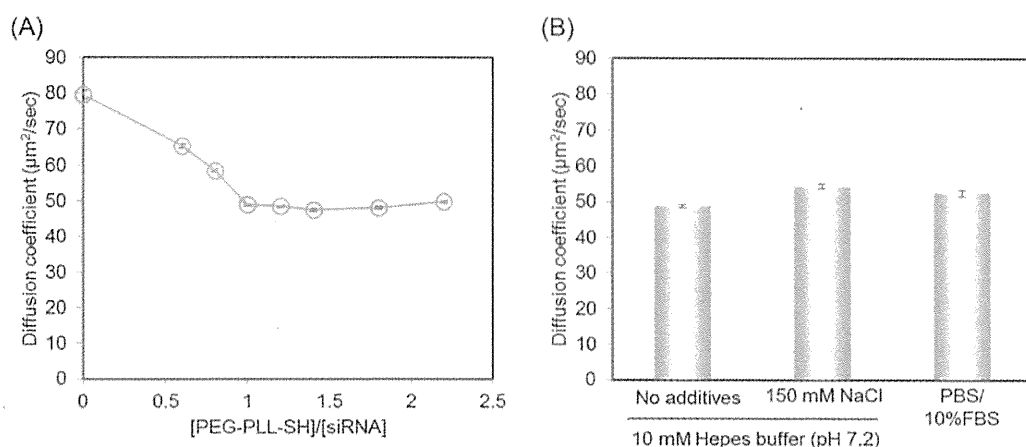 (A)
Diffusion coefficient (µm²/sec)
90
80
70
60
50
40
30
20
10
0
0
0.5
1
1.5
2
2.5
[PEG-PLL-SH]/[siRNA]
(B)
Diffusion coefficient (µm²/sec)
90
80
70
60
50
40
30
20
10
0
No additives
150 mM NaCl
PBS/
10%FBS
10 mM Hepes buffer (pH 7.2)